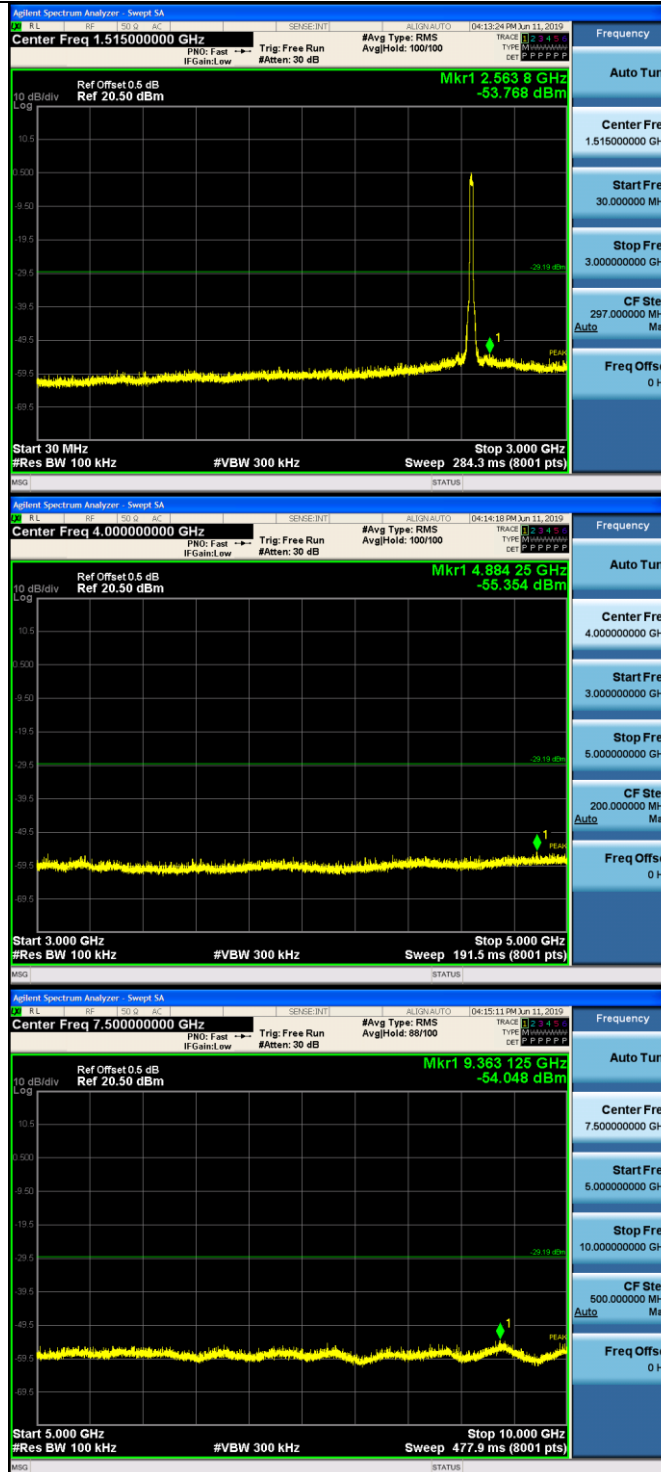 Agilent Spectrum Analyzer - Swept SA
RL RF 50 Ω AC SENSE:INT ALIGN AUTO 04:13:24 PM Jun 11, 2019
Center Freq 1.515000000 GHz #Avg Type: RMS TRACE 1 2 3 4 5 6
PNO: Fast Trig: Free Run Avg|Hold: 100/100 TYPE M
IFGain:Low #Atten: 30 dB DET P P P P P P
Frequency
Auto Tun
Mkr1 2.563 8 GHz
Ref Offset 0.5 dB
10 dB/div Ref 20.50 dBm -53.768 dBm
Log
10.5
0.500
-9.50
-19.5
-29.5
-29.19 dBm
-39.5
-49.5
1
PEAK
-59.5
-69.5
Center Fre
1.515000000 GH
Start Fre
30.000000 MH
Stop Fre
3.000000000 GH
CF Ste
297.000000 MH
Auto Ma
Freq Offse
0 H
Start 30 MHz Stop 3.000 GHz
#Res BW 100 kHz #VBW 300 kHz Sweep 284.3 ms (8001 pts)
MSG STATUS
Agilent Spectrum Analyzer - Swept SA
RL RF 50 Ω AC SENSE:INT ALIGN AUTO 04:14:18 PM Jun 11, 2019
Center Freq 4.000000000 GHz #Avg Type: RMS TRACE 1 2 3 4 5 6
PNO: Fast Trig: Free Run Avg|Hold: 100/100 TYPE M
IFGain:Low #Atten: 30 dB DET P P P P P P
Frequency
Auto Tun
Mkr1 4.884 25 GHz
Ref Offset 0.5 dB
10 dB/div Ref 20.50 dBm -55.354 dBm
Log
10.5
0.500
-9.50
-19.5
-29.5
-29.19 dBm
-39.5
-49.5
1
PEAK
-59.5
-69.5
Center Fre
4.000000000 GH
Start Fre
3.000000000 GH
Stop Fre
5.000000000 GH
CF Ste
200.000000 MH
Auto Ma
Freq Offse
0 H
Start 3.000 GHz Stop 5.000 GHz
#Res BW 100 kHz #VBW 300 kHz Sweep 191.5 ms (8001 pts)
MSG STATUS
Agilent Spectrum Analyzer - Swept SA
RL RF 50 Ω AC SENSE:INT ALIGN AUTO 04:15:11 PM Jun 11, 2019
Center Freq 7.500000000 GHz #Avg Type: RMS TRACE 1 2 3 4 5 6
PNO: Fast Trig: Free Run Avg|Hold: 88/100 TYPE M
IFGain:Low #Atten: 30 dB DET P P P P P P
Frequency
Auto Tun
Mkr1 9.363 125 GHz
Ref Offset 0.5 dB
10 dB/div Ref 20.50 dBm -54.048 dBm
Log
10.5
0.500
-9.50
-19.5
-29.5
-29.19 dBm
-39.5
-49.5
1
PEAK
-59.5
-69.5
Center Fre
7.500000000 GH
Start Fre
5.000000000 GH
Stop Fre
10.000000000 GH
CF Ste
500.000000 MH
Auto Ma
Freq Offse
0 H
Start 5.000 GHz Stop 10.000 GHz
#Res BW 100 kHz #VBW 300 kHz Sweep 477.9 ms (8001 pts)
MSG STATUS